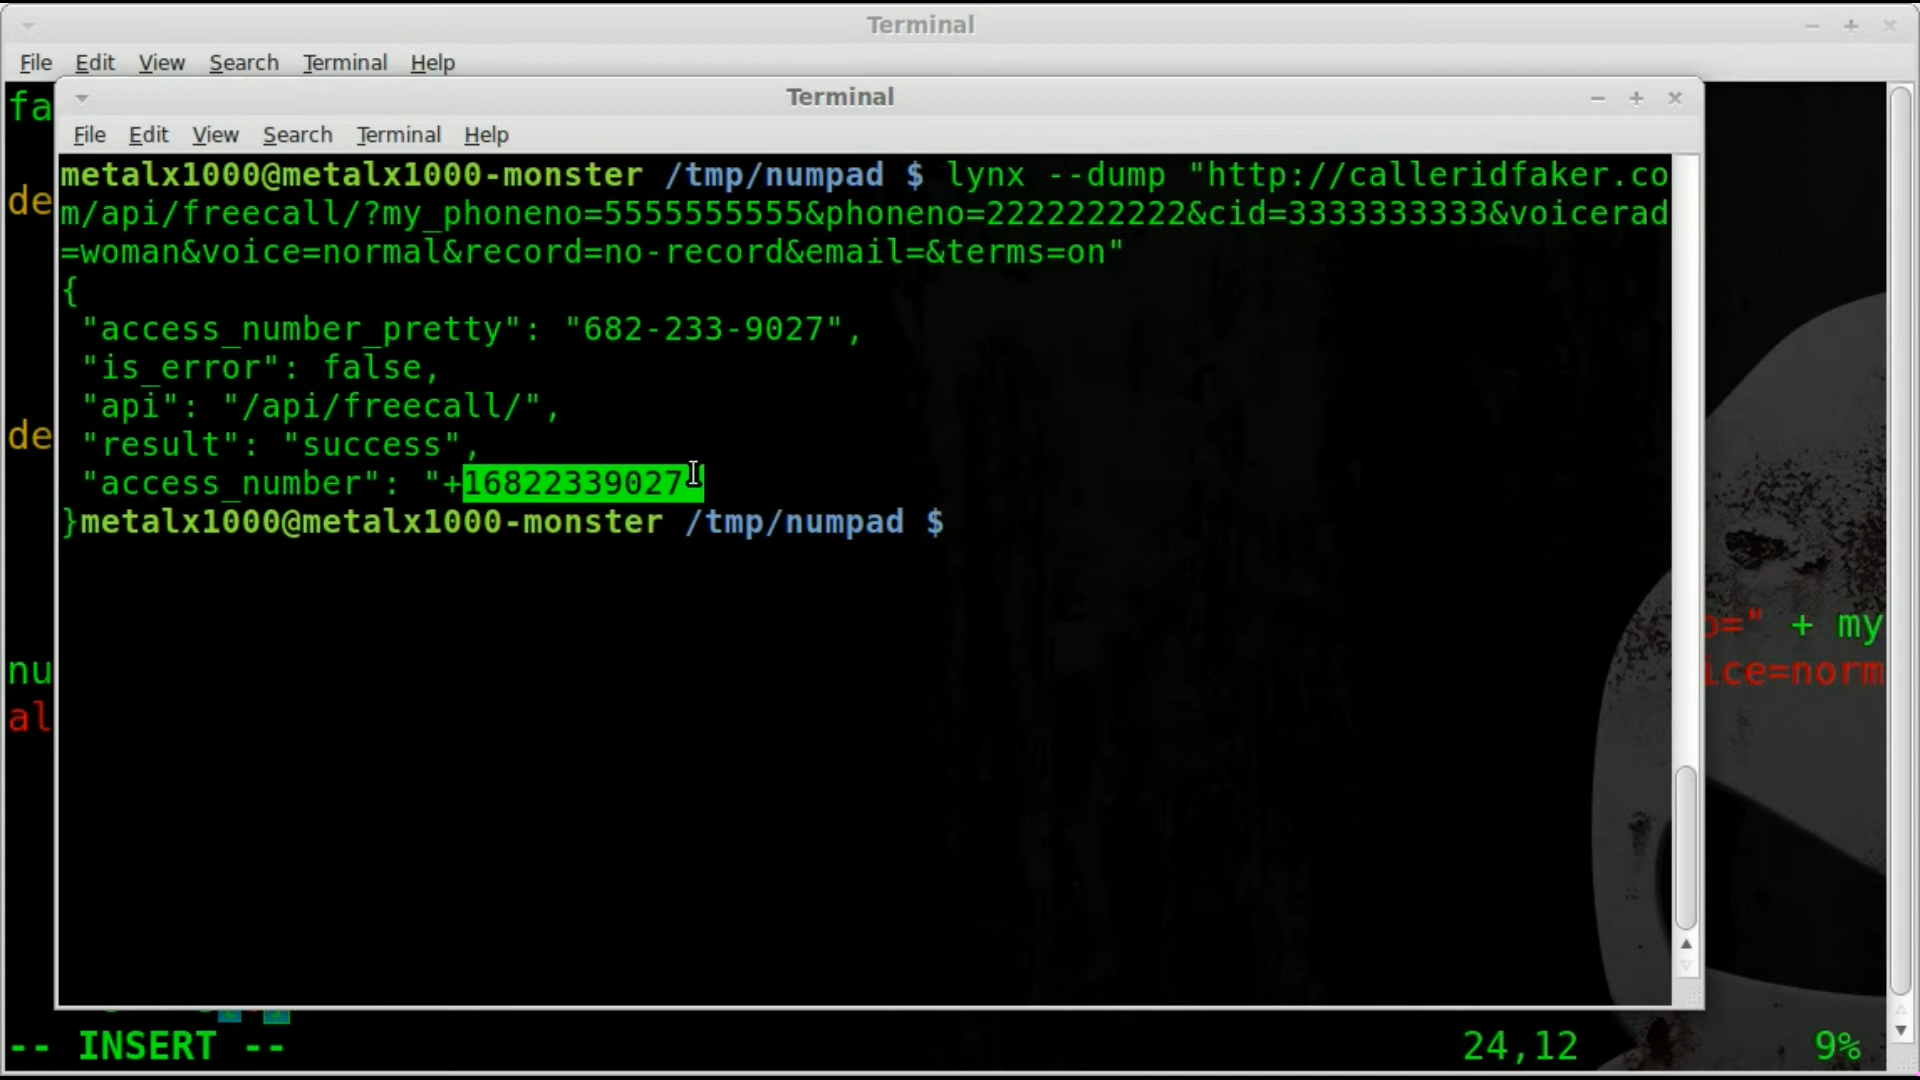 Terminal
File Edit View Search Terminal Help
fa
Terminal
File Edit View Search Terminal Help
metalx1000@metalx1000-monster /tmp/numpad $ lynx --dump "http://calleridfaker.co
m/api/freecall/?my_phoneno=5555555555&phoneno=2222222222&cid=3333333333&voicerad
=woman&voice=normal&record=no-record&email=&terms=on"
{
"access_number_pretty": "682-233-9027",
"is_error": false,
"api": "/api/freecall/",
"result": "success",
"access_number": "+16822339027
}metalx1000@metalx1000-monster /tmp/numpad $
de
de
o=" + my
nu
ice=norm
al
-- INSERT --
24,12
9%